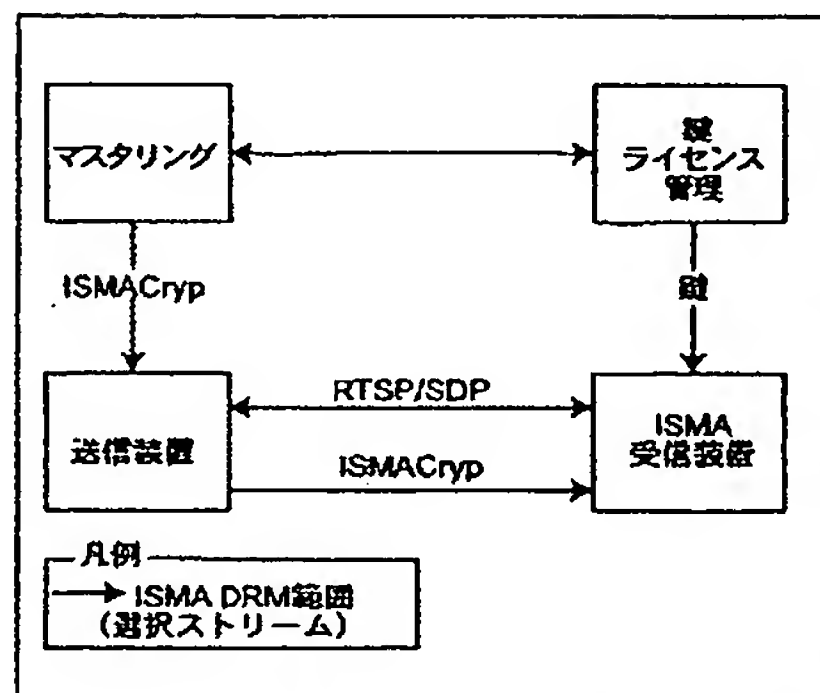 マスタリング
鍵
ライセンス
管理
ISMACryp
鍵
RTSP/SDP
送信装置
ISMA
受信装置
ISMACryp
凡例
ISMA DRM範囲
(選択ストリーム)